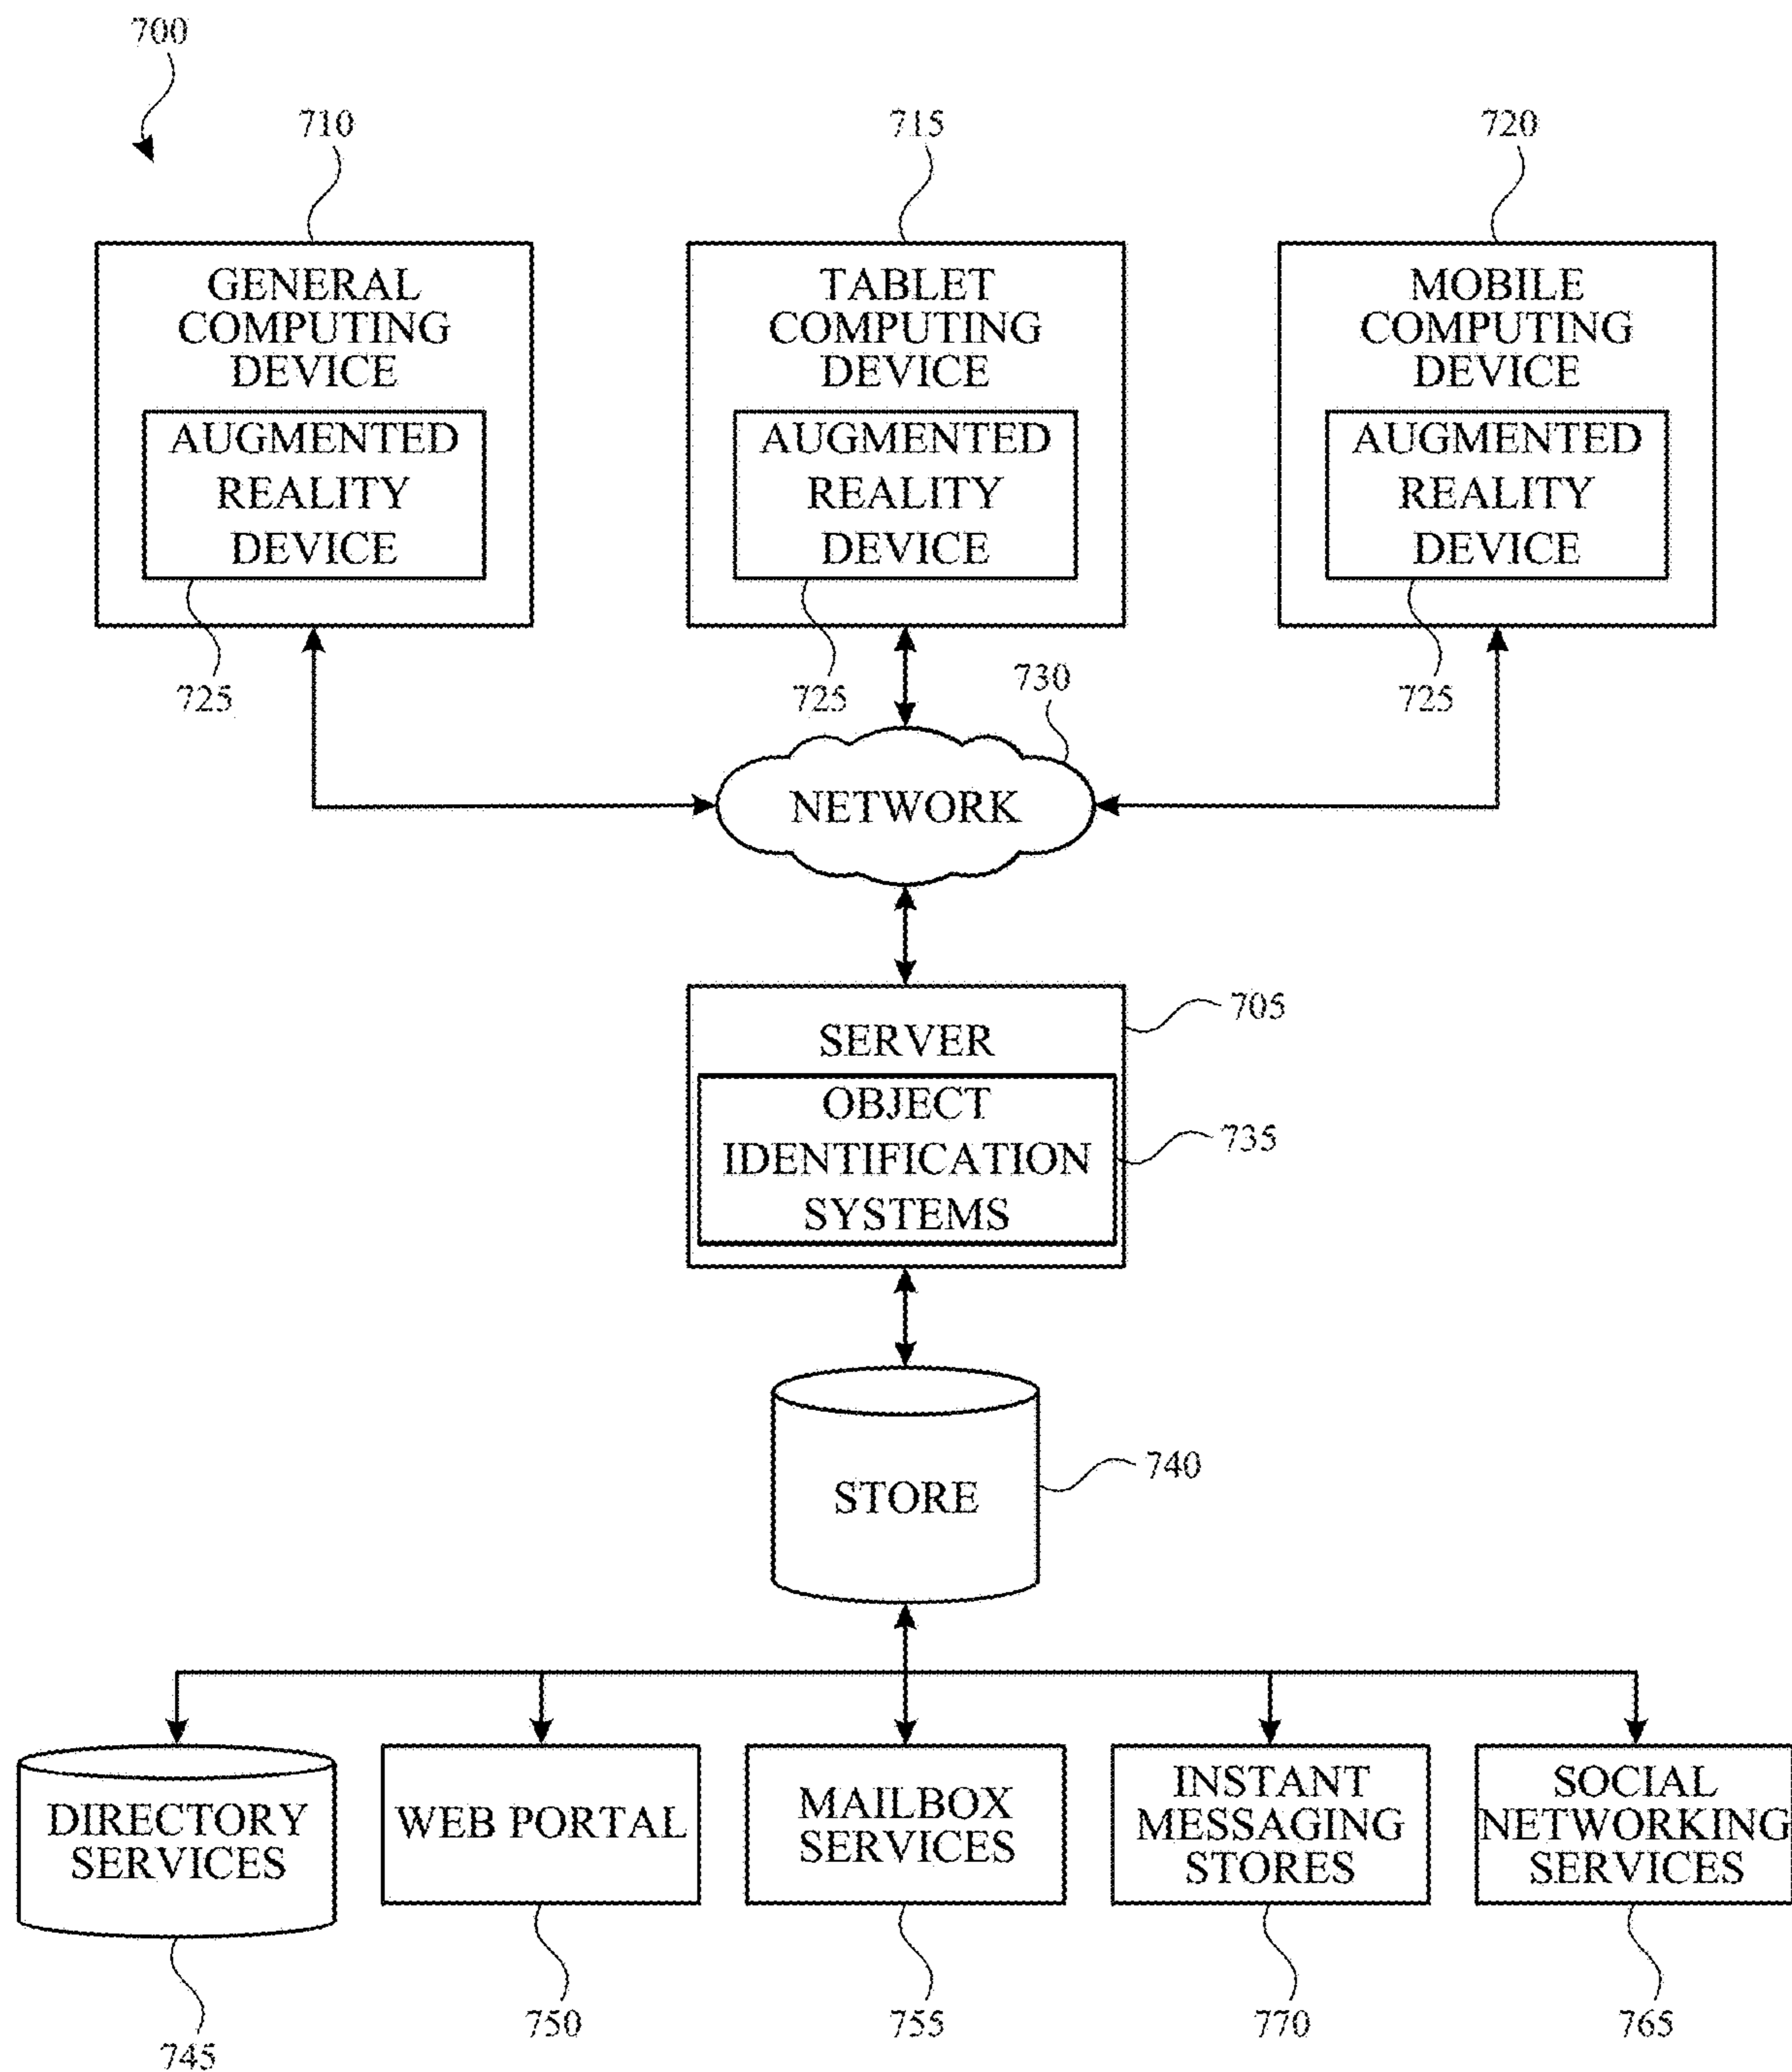 700
710
715
720
GENERAL
COMPUTING
DEVICE
AUGMENTED
REALITY
DEVICE
725
TABLET
COMPUTING
DEVICE
AUGMENTED
REALITY
DEVICE
725
MOBILE
COMPUTING
DEVICE
AUGMENTED
REALITY
DEVICE
725
730
NETWORK
705
SERVER
OBJECT
IDENTIFICATION
SYSTEMS
735
STORE
740
DIRECTORY
SERVICES
WEB PORTAL
MAILBOX
SERVICES
INSTANT
MESSAGING
STORES
SOCIAL
NETWORKING
SERVICES
745
750
755
770
765